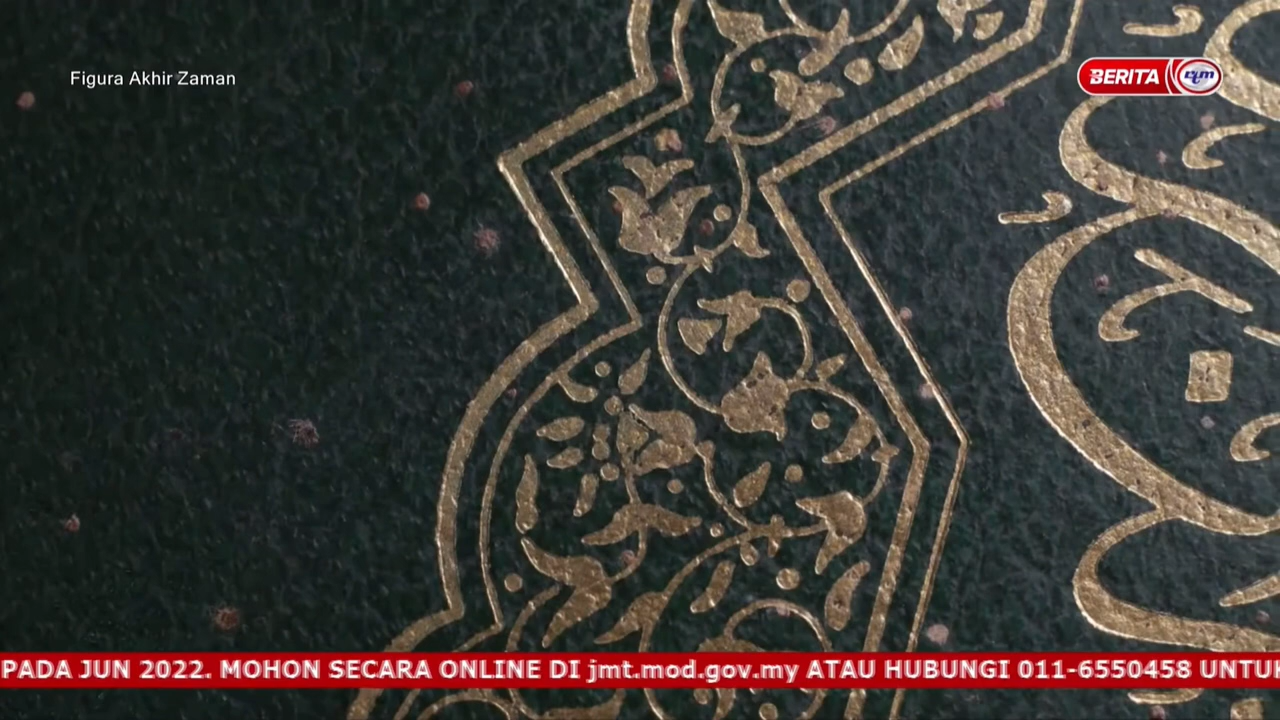 Figura Akhir Zaman
BERITA rtm
PADA JUN 2022. MOHON SECARA ONLINE DI jmt.mod.gov.my ATAU HUBUNGI 011-6550458 UNTUK